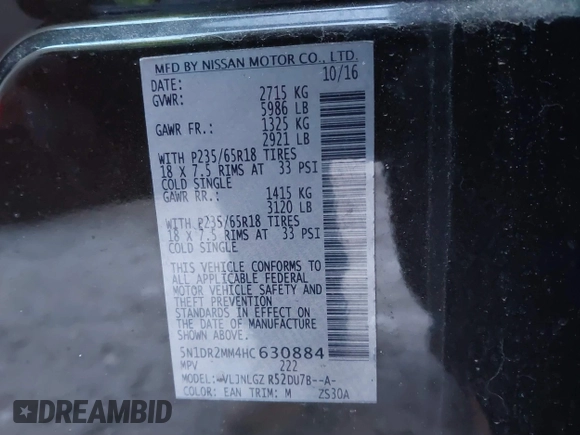 MFD BY NISSAN MOTOR CO., LTD.
DATE: 10/16
GVWR: 2715 KG
5986 LB
GAWR FR.: 1325 KG
2921 LB
WITH P235/65R18 TIRES
18 X 7.5 RIMS AT 33 PSI
COLD SINGLE
GAWR RR.: 1415 KG
3120 LB
WITH P235/65R18 TIRES
18 X 7.5 RIMS AT 33 PSI
COLD SINGLE
THIS VEHICLE CONFORMS TO
ALL APPLICABLE FEDERAL
MOTOR VEHICLE SAFETY AND
THEFT PREVENTION
STANDARDS IN EFFECT ON
THE DATE OF MANUFACTURE
SHOWN ABOVE.
5N1DR2MM4HC630884
MPV 222
MODEL: VLJNLGZ R52DU7B--A-
COLOR: EAN TRIM: M ZS30A
DREAMBID